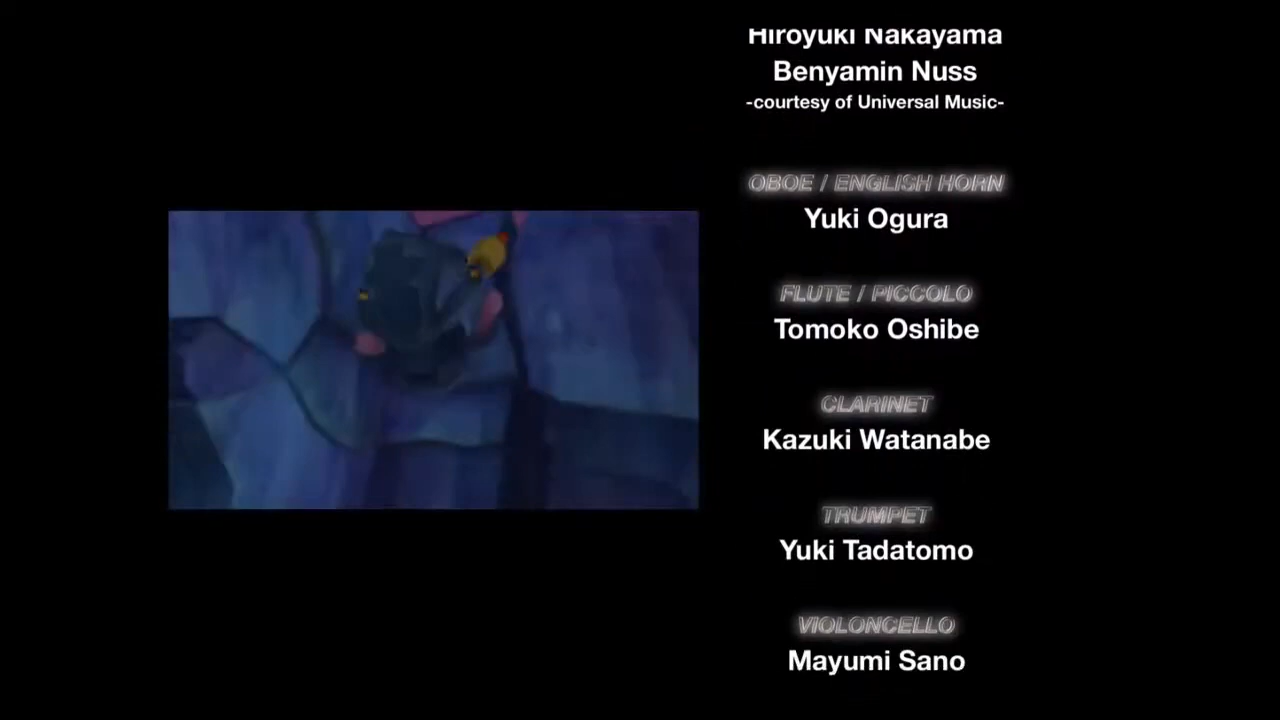 Hiroyuki Nakayama
Benyamin Nuss
-courtesy of Universal Music-
OBOE / ENGLISH HORN
Yuki Ogura
FLUTE / PICCOLO
Tomoko Oshibe
CLARINET
Kazuki Watanabe
TRUMPET
Yuki Tadatomo
VIOLONCELLO
Mayumi Sano